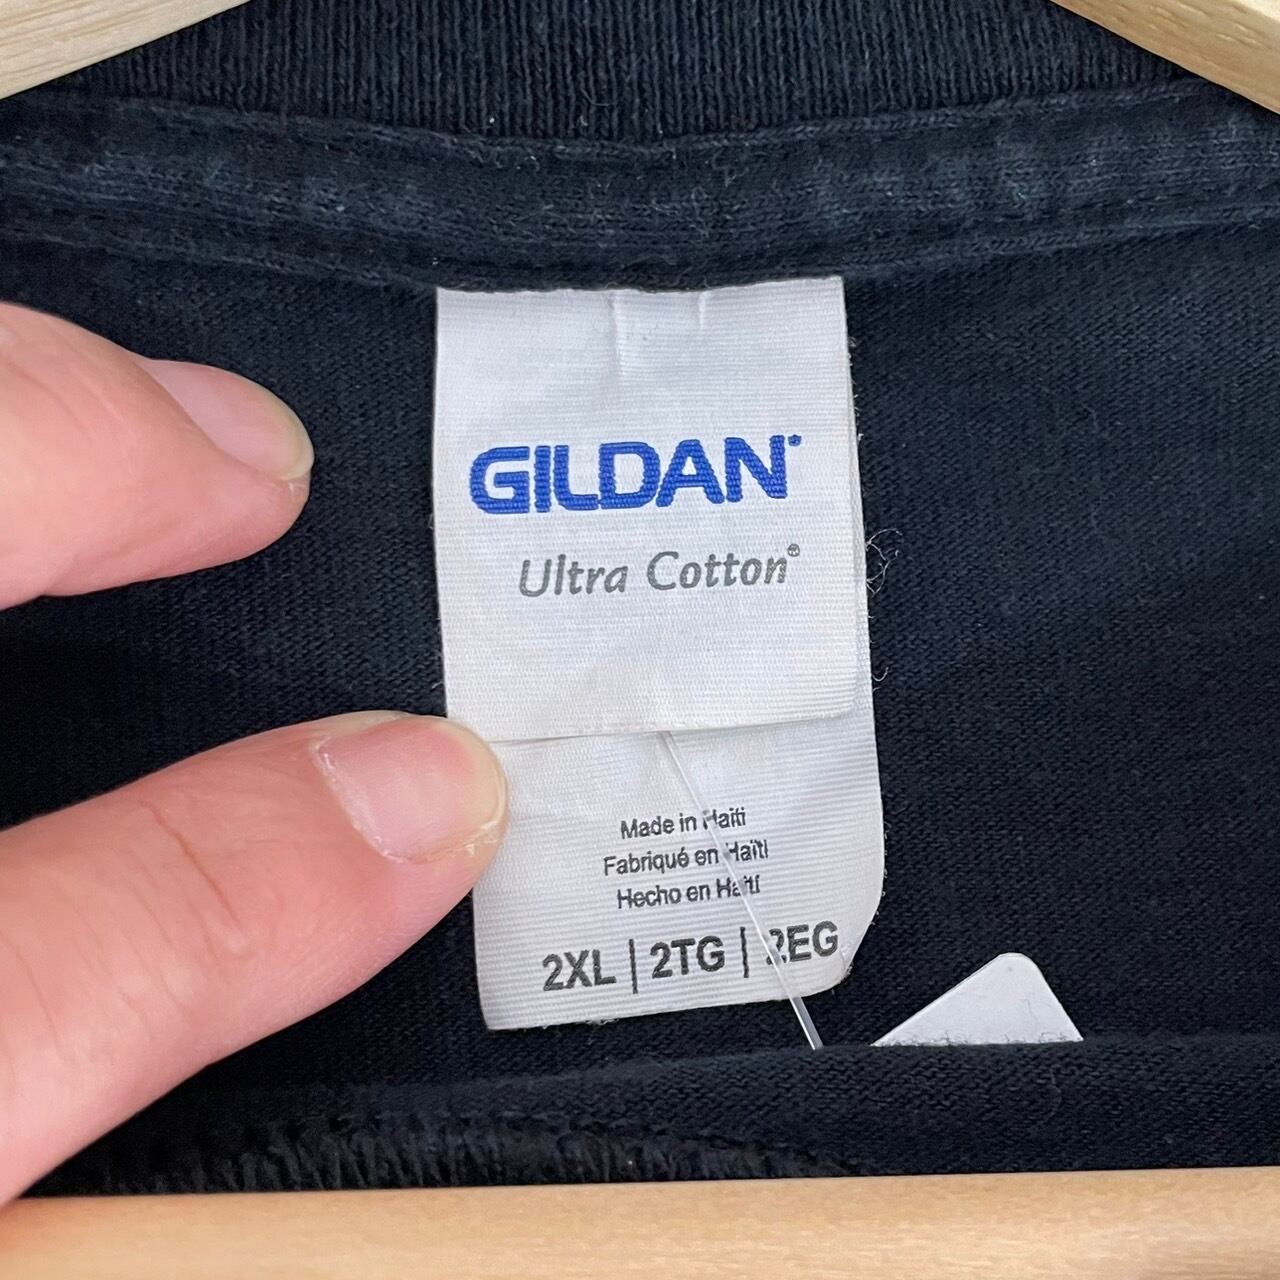 GILDAN®
Ultra Cotton®
Made in Haiti
Fabriqué en Haïti
Hecho en Haití
2XL | 2TG | 2EG